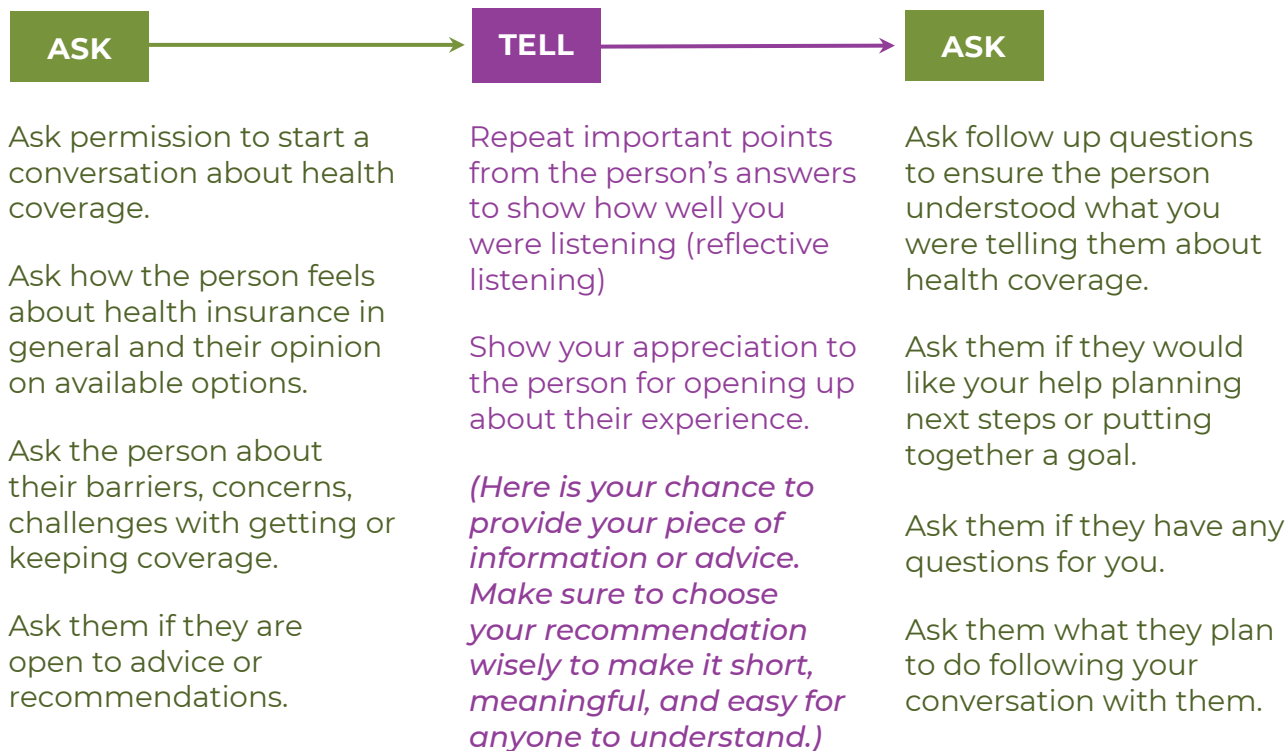 ASK
Ask permission to start a
conversation about health
coverage.
Ask how the person feels
about health insurance in
general and their opinion
on available options.
Ask the person about
their barriers, concerns,
challenges with getting or
keeping coverage.
Ask them if they are
open to advice or
recommendations.
TELL
Repeat important points
from the person’s answers
to show how well you
were listening (reflective
listening)
Show your appreciation to
the person for opening up
about their experience.
(Here is your chance to
provide your piece of
information or advice.
Make sure to choose
your recommendation
wisely to make it short,
meaningful, and easy for
anyone to understand.)
ASK
Ask follow up questions
to ensure the person
understood what you
were telling them about
health coverage.
Ask them if they would
like your help planning
next steps or putting
together a goal.
Ask them if they have any
questions for you.
Ask them what they plan
to do following your
conversation with them.